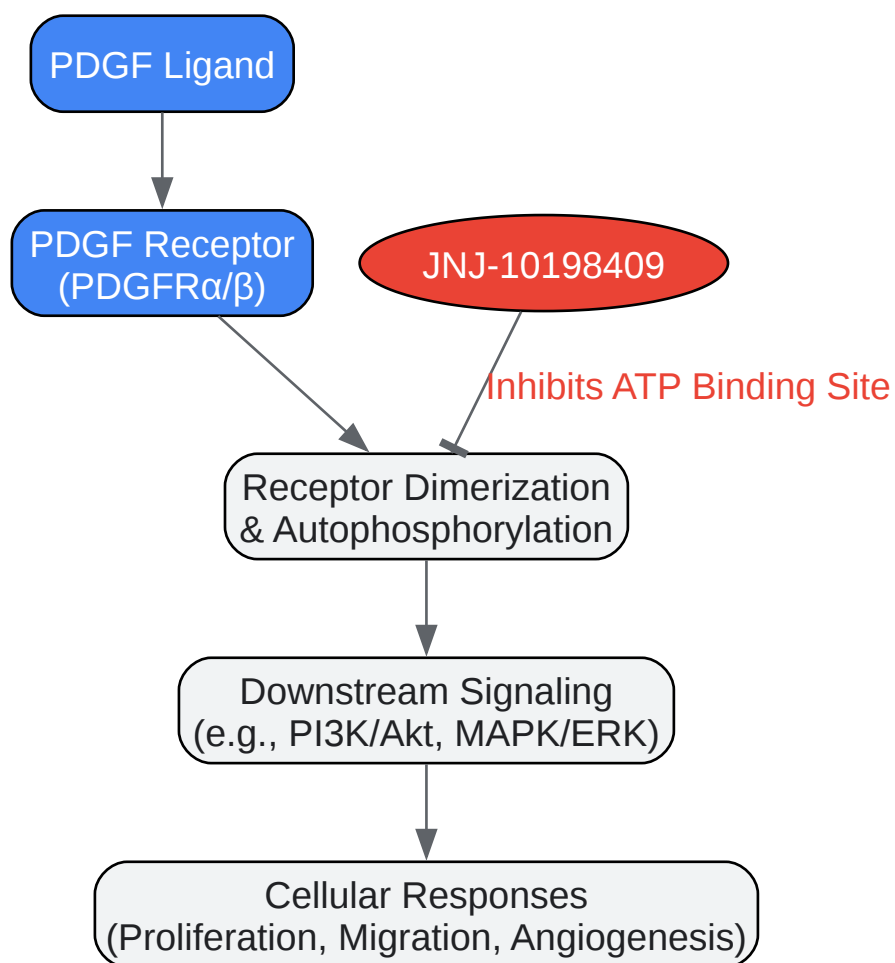 PDGF Ligand
PDGF Receptor
(PDGFRα/β)
JNJ-10198409
Inhibits ATP Binding Site
Receptor Dimerization
& Autophosphorylation
Downstream Signaling
(e.g., PI3K/Akt, MAPK/ERK)
Cellular Responses
(Proliferation, Migration, Angiogenesis)